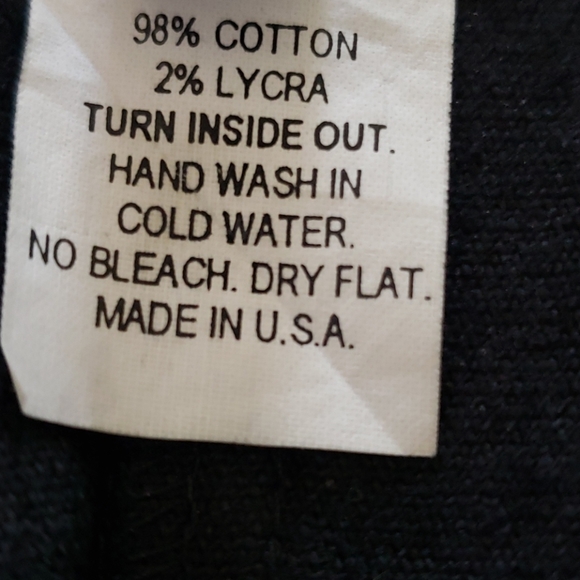 98% COTTON
2% LYCRA
TURN INSIDE OUT.
HAND WASH IN
COLD WATER.
NO BLEACH. DRY FLAT.
MADE IN U.S.A.